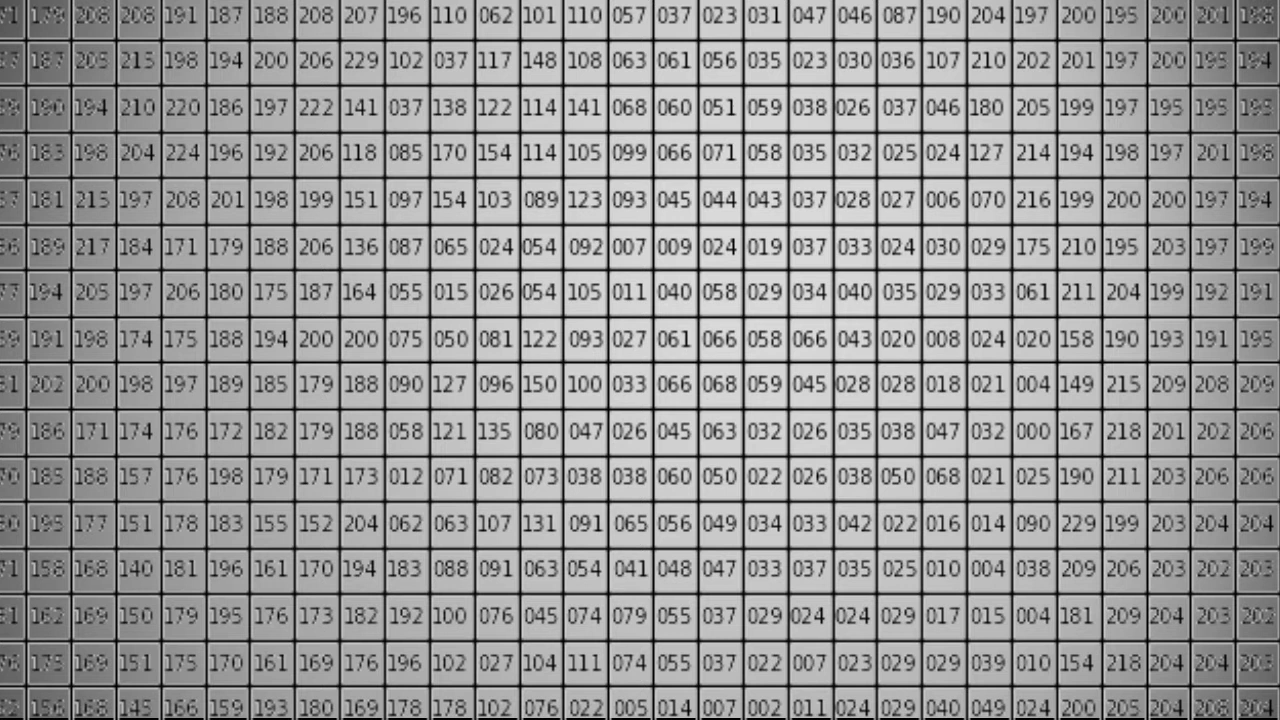 179 208 208 191 187 188 208 207 196 110 062 101 110 057 037 023 031 047 046 087 190 204 197 200 195 200 201
187 205 215 198 194 200 206 229 102 037 117 148 108 063 061 056 035 023 030 036 107 210 202 201 197 200 195 194
190 194 210 220 186 197 222 141 037 138 122 114 141 068 060 051 059 038 026 037 046 180 205 199 197 195 195 195
183 198 204 224 196 192 206 118 085 170 154 114 105 099 066 071 058 035 032 025 024 127 214 194 198 197 201 198
181 215 197 208 201 198 199 151 097 154 103 089 123 093 045 044 043 037 028 027 006 070 216 199 200 200 197 194
189 217 184 171 179 188 206 136 087 065 024 054 092 007 009 024 019 037 033 024 030 029 175 210 195 203 197 199
194 205 197 206 180 175 187 164 055 015 026 054 105 011 040 058 029 034 040 035 029 033 061 211 204 199 192 191
191 198 174 175 188 194 200 200 075 050 081 122 093 027 061 066 058 066 043 020 008 024 020 158 190 193 191 195
202 200 198 197 189 185 179 188 090 127 096 150 100 033 066 068 059 045 028 028 018 021 004 149 215 209 208 209
186 171 174 176 172 182 179 188 058 121 135 080 047 026 045 063 032 026 035 038 047 032 000 167 218 201 202 206
185 188 157 176 198 179 171 173 012 071 082 073 038 038 060 050 022 026 038 050 068 021 025 190 211 203 206 206
195 177 151 178 183 155 152 204 062 063 107 131 091 065 056 049 034 033 042 022 016 014 090 229 199 203 204 204
158 168 140 181 196 161 170 194 183 088 091 063 054 041 048 047 033 037 035 025 010 004 038 209 206 203 202 203
162 169 150 179 195 176 173 182 192 100 076 045 074 079 055 037 029 024 024 029 017 015 004 181 209 204 203 202
175 169 151 175 170 161 169 176 196 102 027 104 111 074 055 037 022 007 023 029 029 039 010 154 218 204 204 203
156 168 145 166 159 193 180 169 178 178 102 076 022 005 014 007 002 011 024 029 040 049 024 200 205 204 208 204